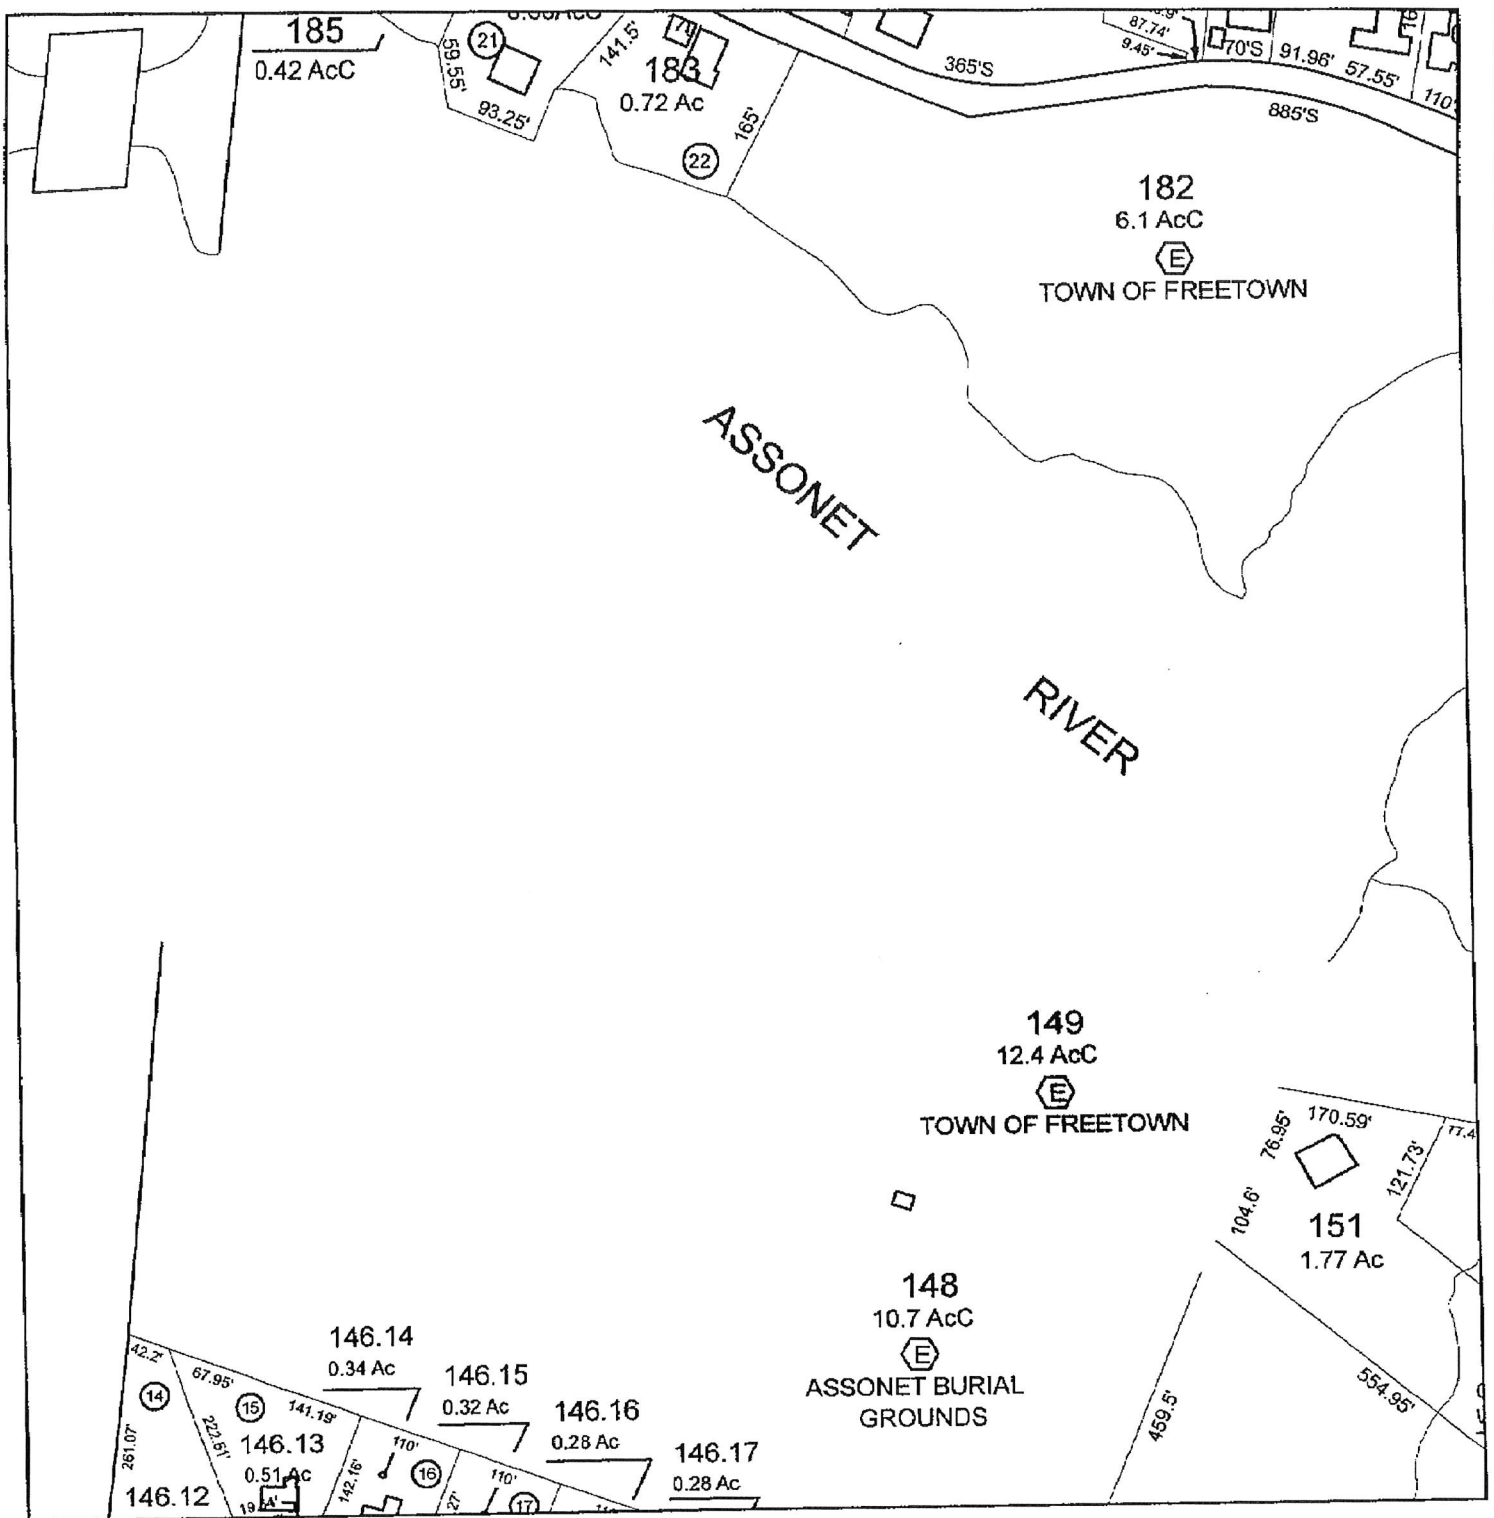 185
0.42 AcC
21
59.55'
93.25'
141.5'
183
0.72 Ac
22
165'
365'S
87.74'
9.45'
70'S
91.96'
57.55'
110'
885'S
182
6.1 AcC
E
TOWN OF FREETOWN
ASSONET
RIVER
149
12.4 AcC
E
TOWN OF FREETOWN
170.59'
76.95'
121.73'
104.6'
151
1.77 Ac
148
10.7 AcC
E
ASSONET BURIAL
GROUNDS
459.5'
554.95'
146.14
0.34 Ac
146.15
0.32 Ac
146.16
0.28 Ac
146.17
0.28 Ac
42.2'
67.95'
141.19'
14
15
261.07'
222.61'
146.13
0.51 Ac
146.12
142.16'
110'
16
110'
17
27'